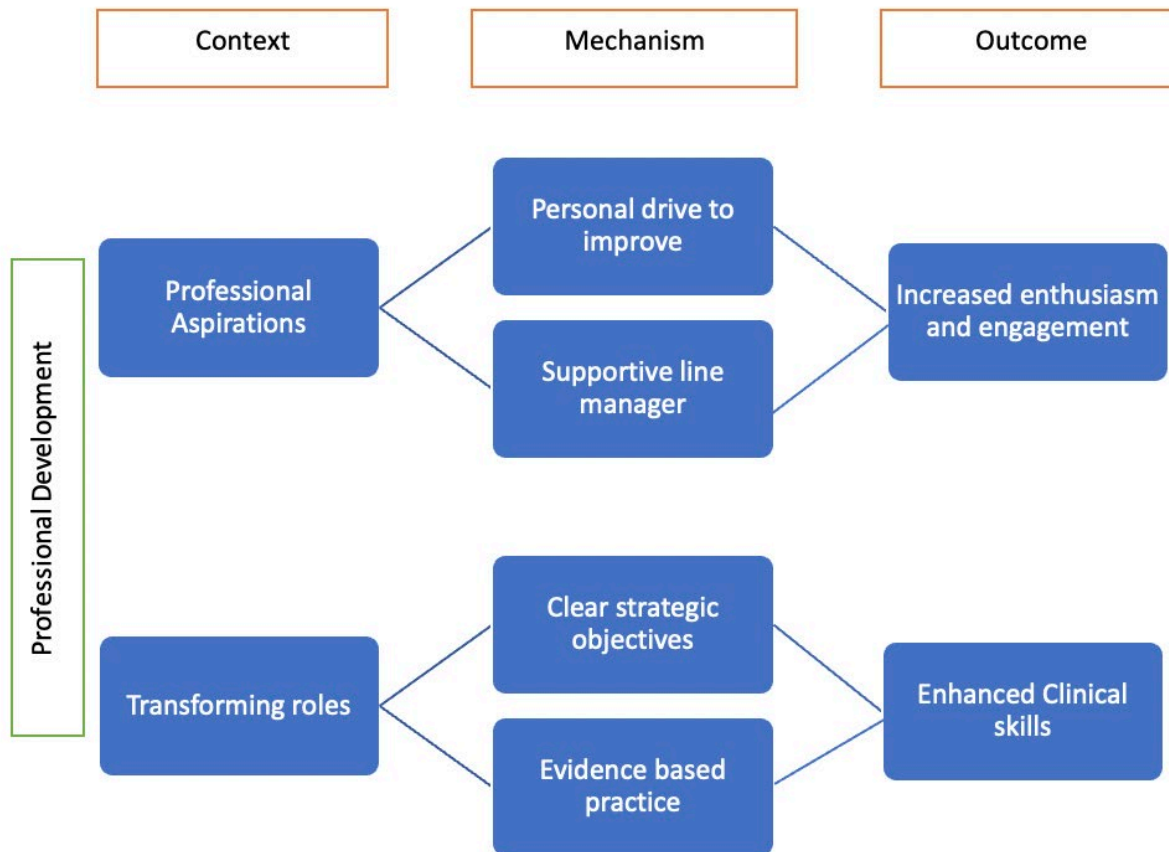 Context
Mechanism
Outcome
Professional Development
Professional
Aspirations
Personal drive to
improve
Supportive line
manager
Increased enthusiasm
and engagement
Transforming roles
Clear strategic
objectives
Evidence based
practice
Enhanced Clinical
skills